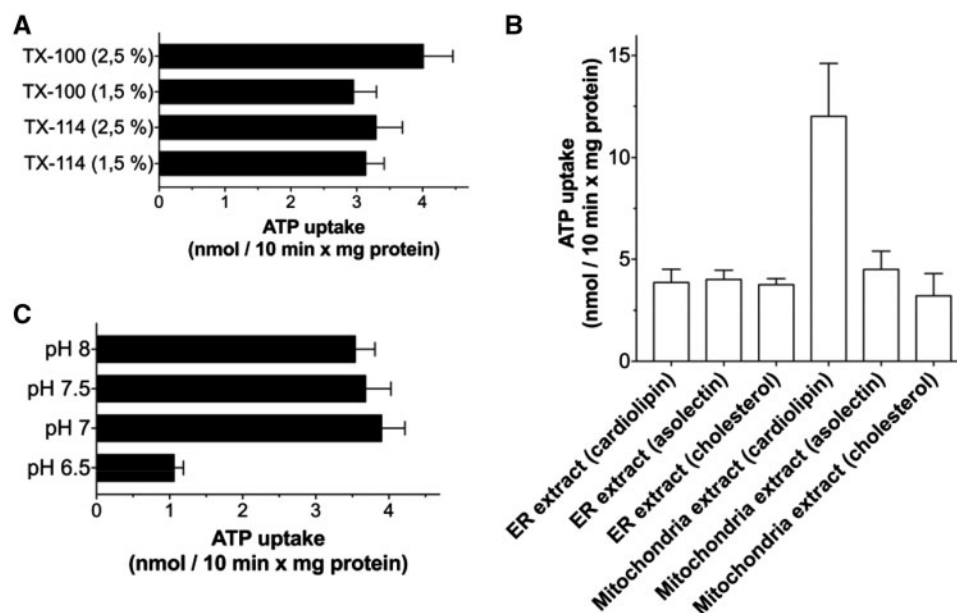 A
TX-100 (2,5 %)
TX-100 (1,5 %)
TX-114 (2,5 %)
TX-114 (1,5 %)
0 1 2 3 4
ATP uptake
(nmol / 10 min x mg protein)
B
15
10
5
0
ATP uptake
(nmol / 10 min x mg protein)
ER extract (cardiolipin)
ER extract (asolectin)
ER extract (cholesterol)
Mitochondria extract (cardiolipin)
Mitochondria extract (asolectin)
Mitochondria extract (cholesterol)
C
pH 8
pH 7.5
pH 7
pH 6.5
0 1 2 3 4
ATP uptake
(nmol / 10 min x mg protein)